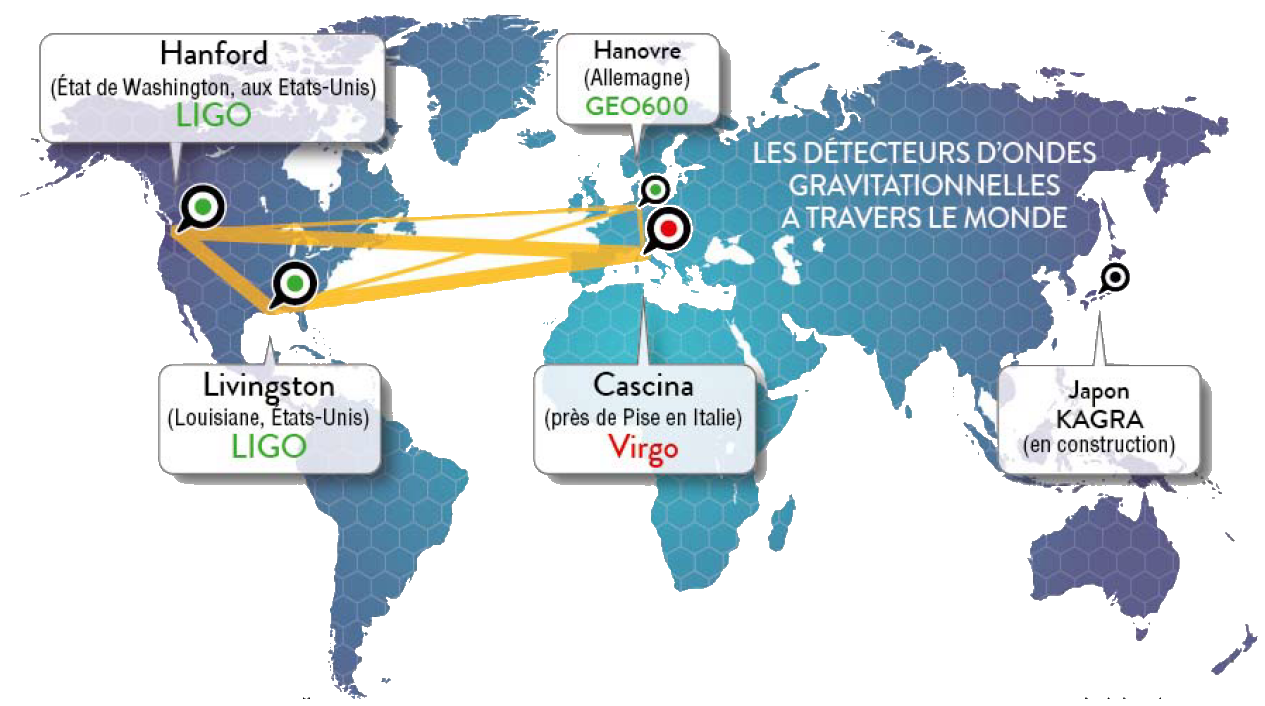 Hanford
(État de Washington, aux Etats-Unis)
LIGO
Hanovre
(Allemagne)
GEO600
LES DÉTECTEURS D'ONDES
GRAVITATIONNELLES
A TRAVERS LE MONDE
Livingston
(Louisiane, États-Unis)
LIGO
Cascina
(près de Pise en Italie)
Virgo
Japon
KAGRA
(en construction)